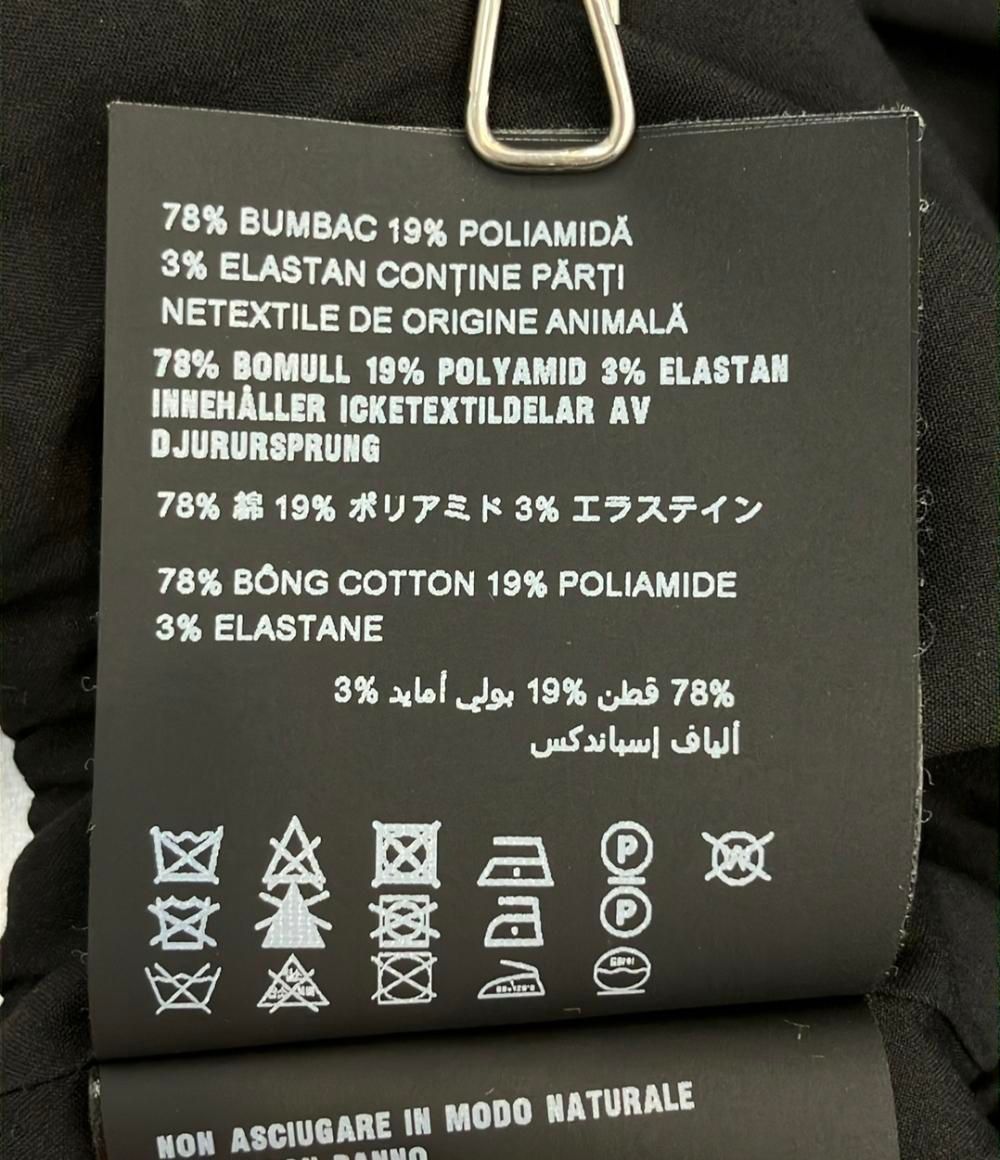 78% BUMBAC 19% POLIAMIDĂ
3% ELASTAN CONȚINE PĂRȚI
NETEXTILE DE ORIGINE ANIMALĂ
78% BOMULL 19% POLYAMID 3% ELASTAN
INNEHÅLLER ICKETEXTILDELAR AV
DJURURSPRUNG
78% 綿 19% ポリアミド 3% エラステイン
78% BÔNG COTTON 19% POLIAMIDE
3% ELASTANE
78% قطن 19% بولي أمايد 3%
ألياف إسباندكس
P W
P
NON ASCIUGARE IN MODO NATURALE
DANNO